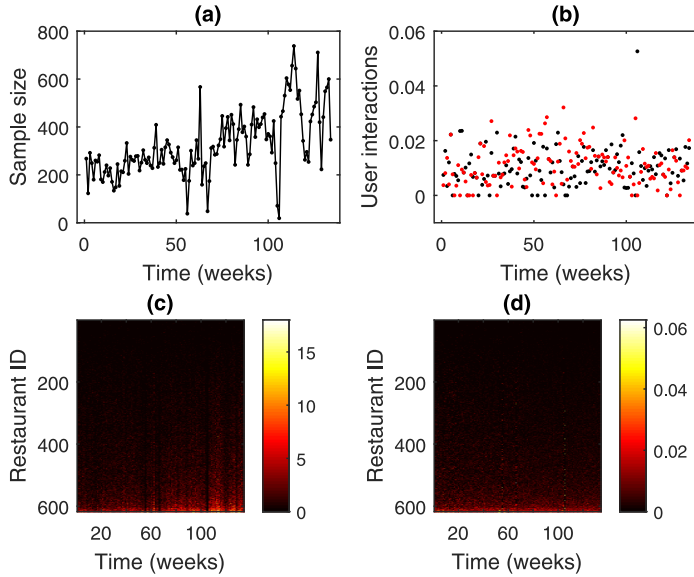 (a)
800
600
400
200
0
Sample size
0
50
100
Time (weeks)
(b)
0.06
0.04
0.02
0
User interactions
0
50
100
Time (weeks)
(c)
200
400
600
Restaurant ID
20
60
100
Time (weeks)
15
10
5
0
(d)
200
400
600
Restaurant ID
20
60
100
Time (weeks)
0.06
0.04
0.02
0